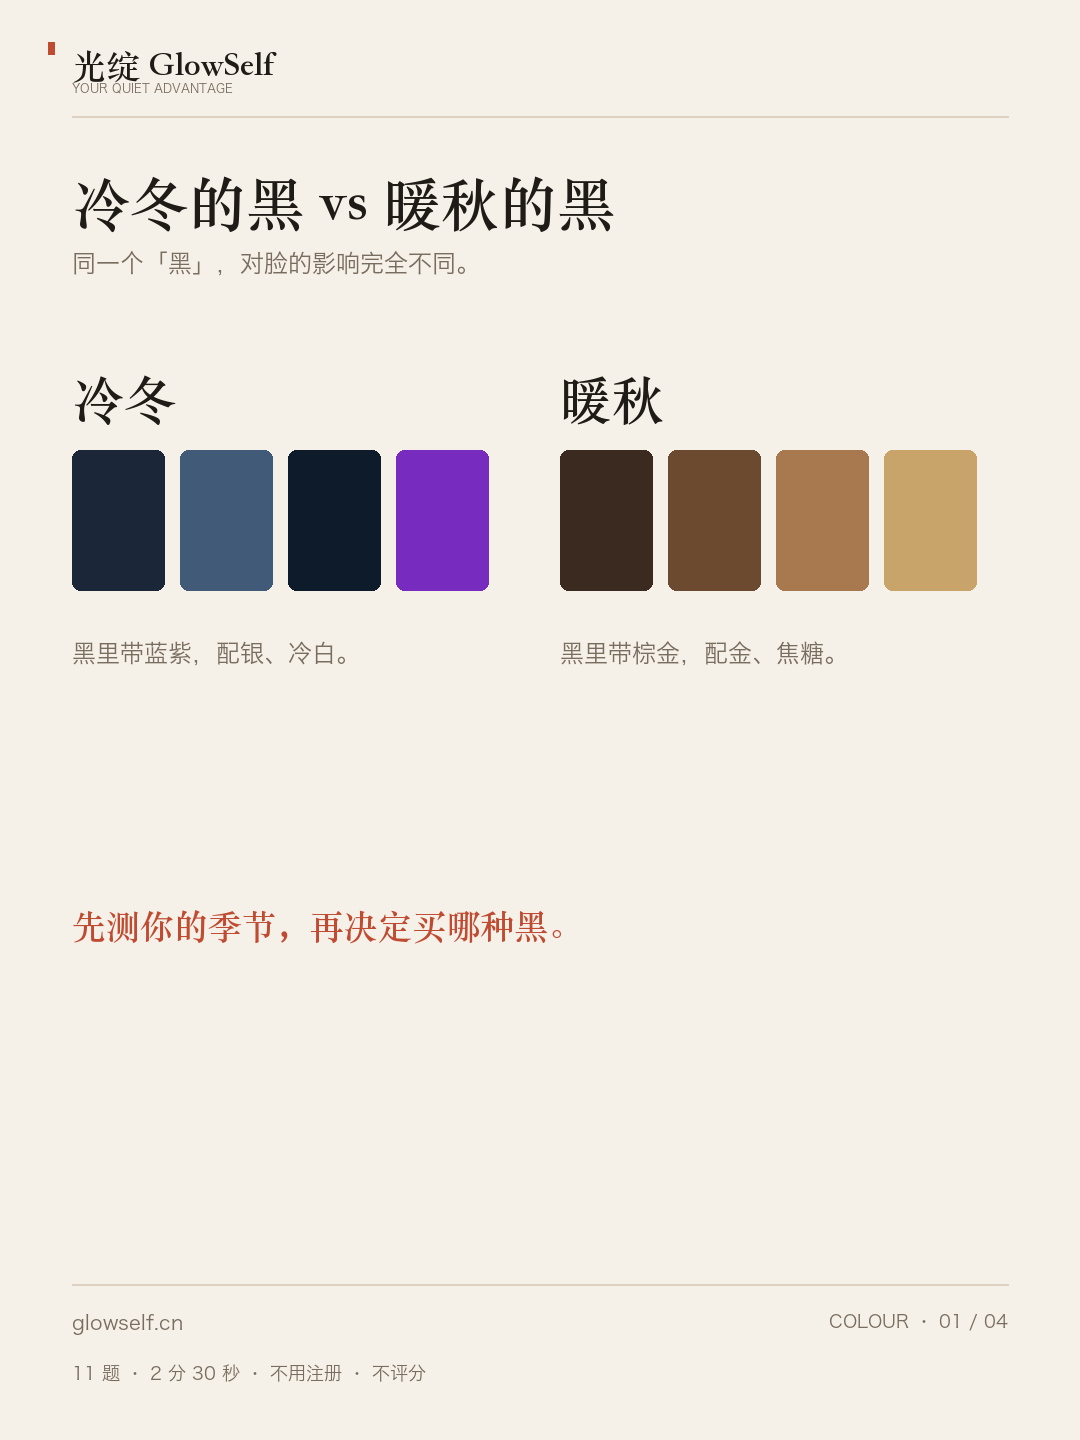 光绽 GlowSelf
YOUR QUIET ADVANTAGE
冷冬的黑 vs 暖秋的黑
同一个「黑」，对脸的影响完全不同。
冷冬
暖秋
黑里带蓝紫，配银、冷白。
黑里带棕金，配金、焦糖。
先测你的季节，再决定买哪种黑。
glowself.cn
COLOUR · 01 / 04
11 题 · 2 分 30 秒 · 不用注册 · 不评分